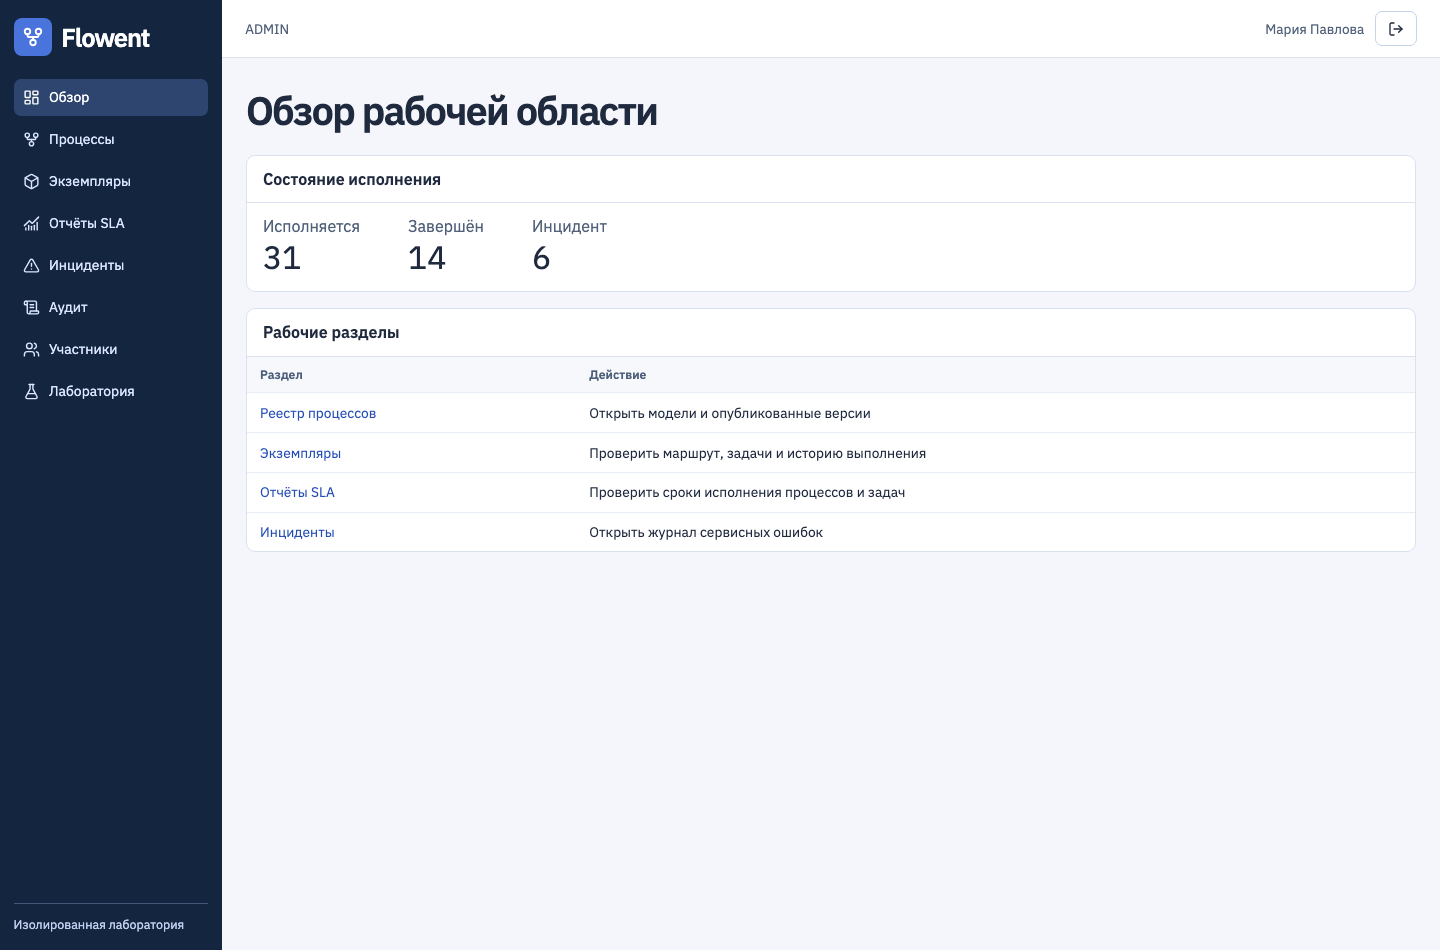 Flowent
Обзор
Процессы
Экземпляры
Отчёты SLA
Инциденты
Аудит
Участники
Лаборатория
Изолированная лаборатория
ADMIN
Мария Павлова
Обзор рабочей области
Состояние исполнения
Исполняется Завершён Инцидент
31 14 6
Рабочие разделы
Раздел Действие
Реестр процессов Открыть модели и опубликованные версии
Экземпляры Проверить маршрут, задачи и историю выполнения
Отчёты SLA Проверить сроки исполнения процессов и задач
Инциденты Открыть журнал сервисных ошибок